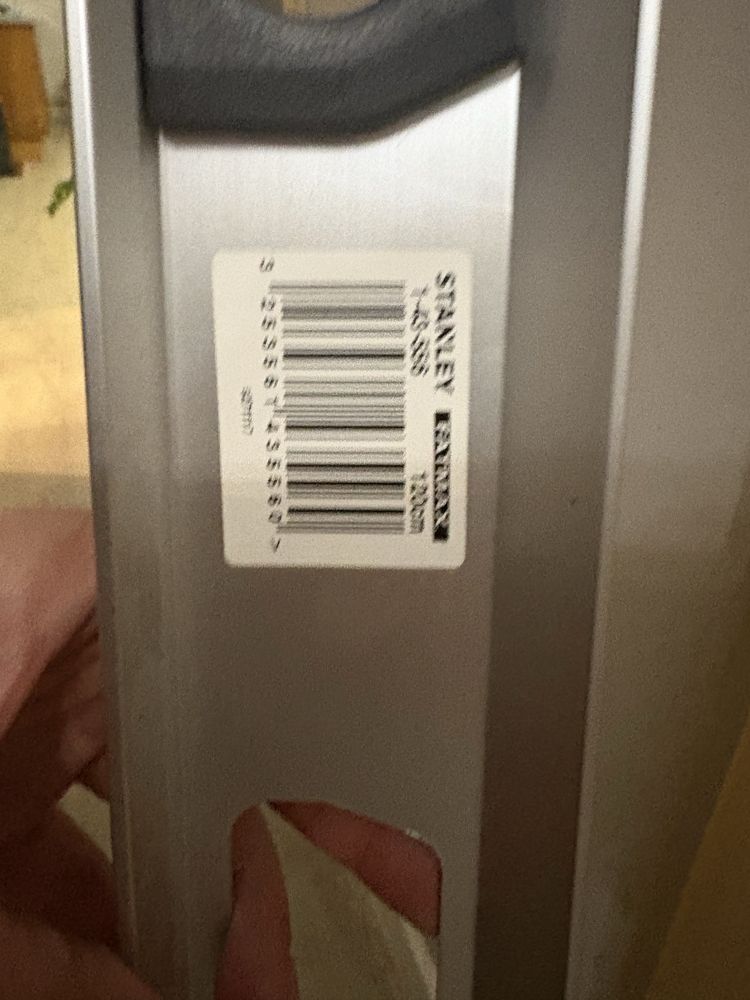 STANLEY FATMAX
1-43-556 120cm
3 253561 435560 >